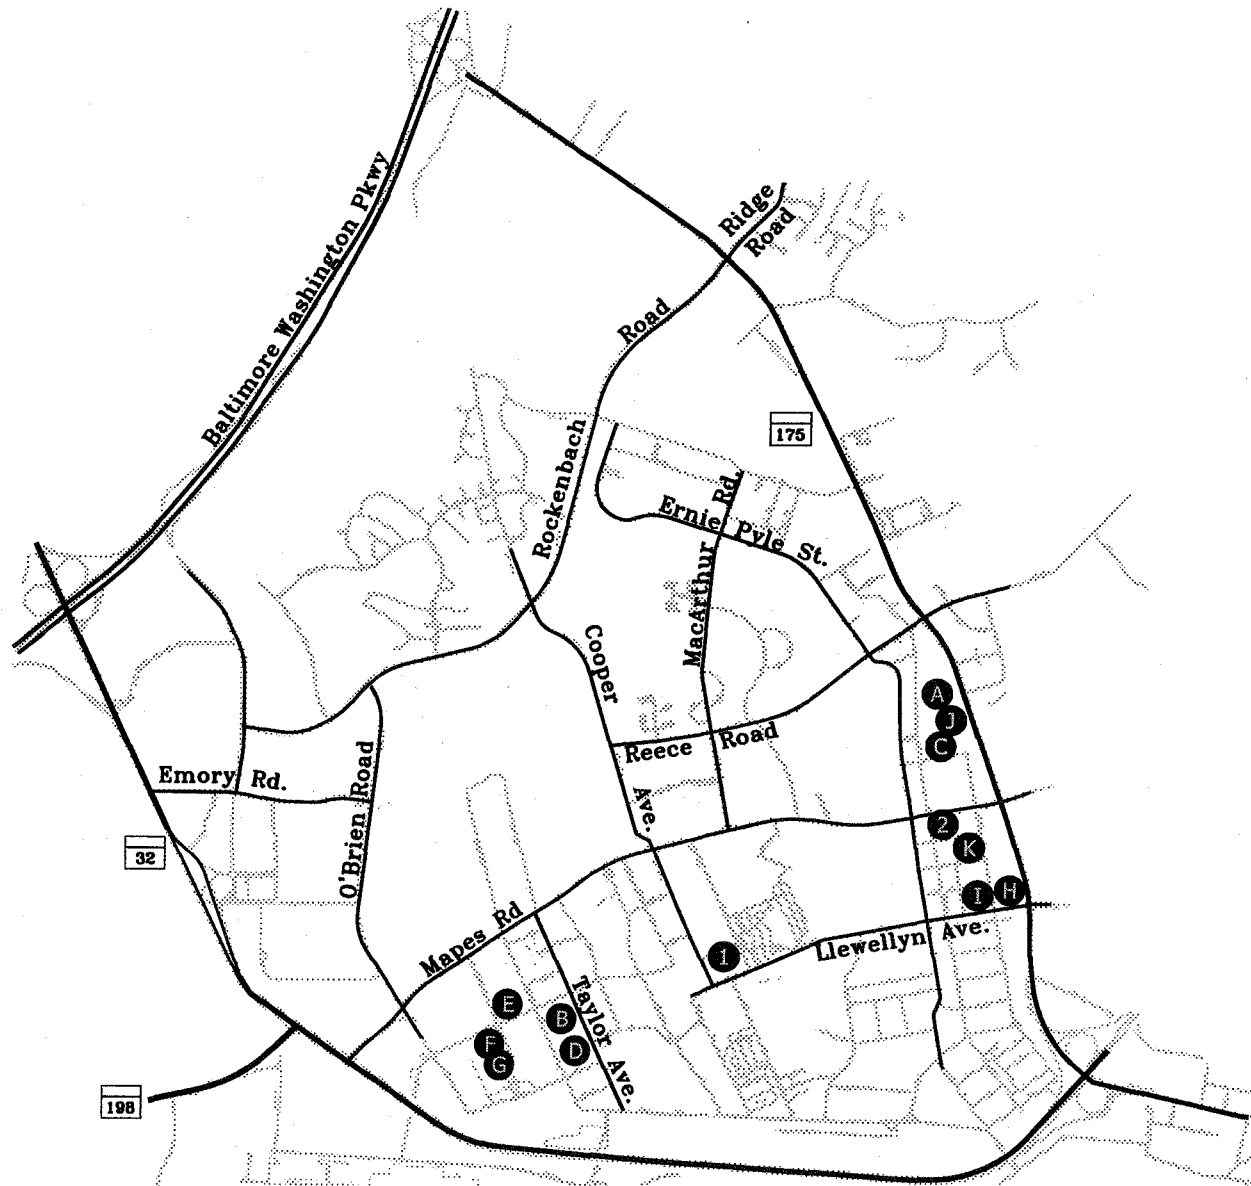 Baltimore Washington Pkwy
Ridge
Road
Road
Rockenbach
175
Ernie Pyle St.
MacArthur Rd.
Cooper
Ave.
Reece Road
Emory Rd.
O'Brien Road
32
198
Mapes Rd
Taylor Ave.
Llewellyn Ave.
A
J
C
2
K
I
H
1
E
B
F
D
G